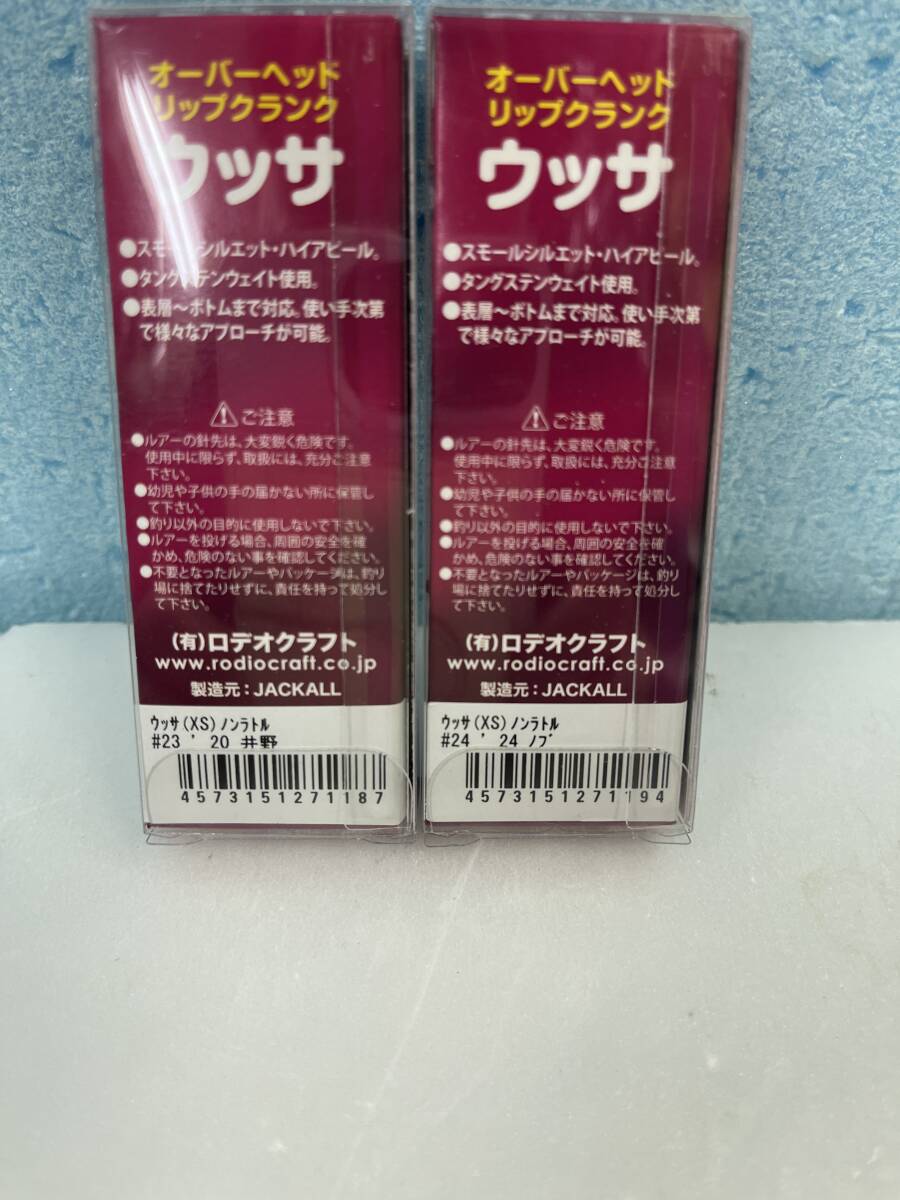 オーバーヘッド
リップクランク
ウッサ
●スモールシルエット・ハイアピール。
●タングステンウェイト使用。
●表層～ボトムまで対応。使い手次第
で様々なアプローチが可能。
⚠ご注意
●ルアーの針先は、大変鋭く危険です。
使用中に限らず、取扱には、充分ご注意
下さい。
●幼児や子供の手の届かない所に保管し
て下さい。
●釣り以外の目的に使用しないで下さい。
●ルアーを投げる場合、周囲の安全を確
かめ、危険のない事を確認してください。
●不要となったルアーやパッケージは、釣り
場に捨てたりせずに、責任を持って処分し
て下さい。
(有)ロデオクラフト
www.rodiocraft.co.jp
製造元：JACKALL
ウッサ(XS)ノンラトル
#23 ' 20 井野
4573151271187
オーバーヘッド
リップクランク
ウッサ
●スモールシルエット・ハイアピール。
●タングステンウェイト使用。
●表層～ボトムまで対応。使い手次第
で様々なアプローチが可能。
⚠ご注意
●ルアーの針先は、大変鋭く危険です。
使用中に限らず、取扱には、充分ご注意
下さい。
●幼児や子供の手の届かない所に保管し
て下さい。
●釣り以外の目的に使用しないで下さい。
●ルアーを投げる場合、周囲の安全を確
かめ、危険のない事を確認してください。
●不要となったルアーやパッケージは、釣り
場に捨てたりせずに、責任を持って処分し
て下さい。
(有)ロデオクラフト
www.rodiocraft.co.jp
製造元：JACKALL
ウッサ(XS)ノンラトル
#24 ' 24 ノブ
4573151271194